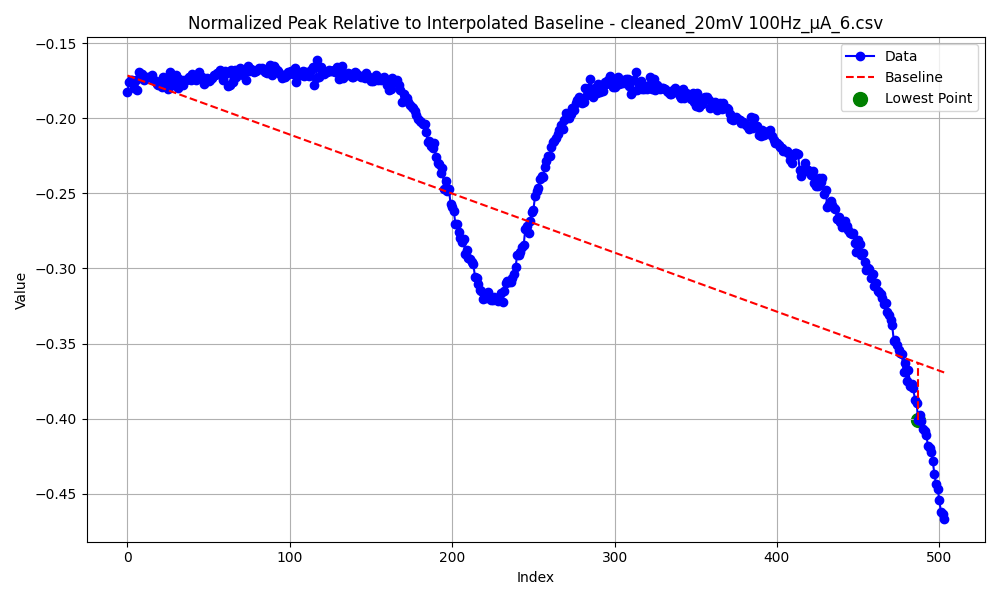 Normalized Peak Relative to Interpolated Baseline - cleaned_20mV 100Hz_µA_6.csv
Data
Baseline
Lowest Point
Value
−0.15
−0.20
−0.25
−0.30
−0.35
−0.40
−0.45
0 100 200 300 400 500
Index